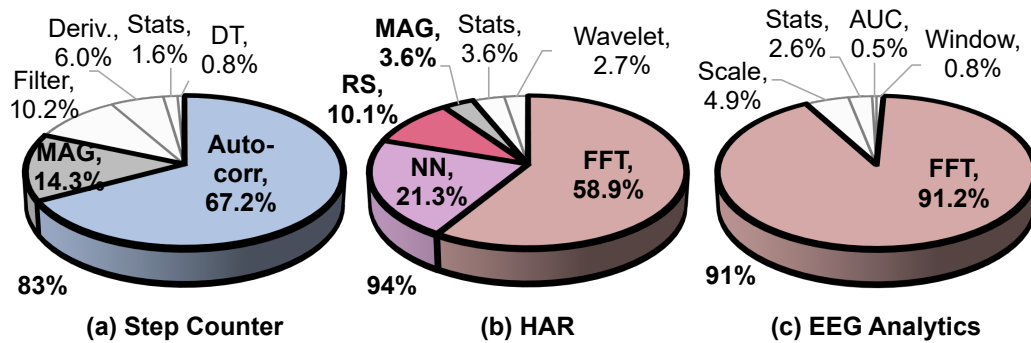 Deriv.,
6.0%
Stats,
1.6%
DT,
0.8%
Filter,
10.2%
MAG,
14.3%
Auto-
corr,
67.2%
83%
(a) Step Counter
MAG,
3.6%
Stats,
3.6%
Wavelet,
2.7%
RS,
10.1%
NN,
21.3%
FFT,
58.9%
94%
(b) HAR
Stats,
2.6%
AUC,
0.5%
Window,
0.8%
Scale,
4.9%
FFT,
91.2%
91%
(c) EEG Analytics